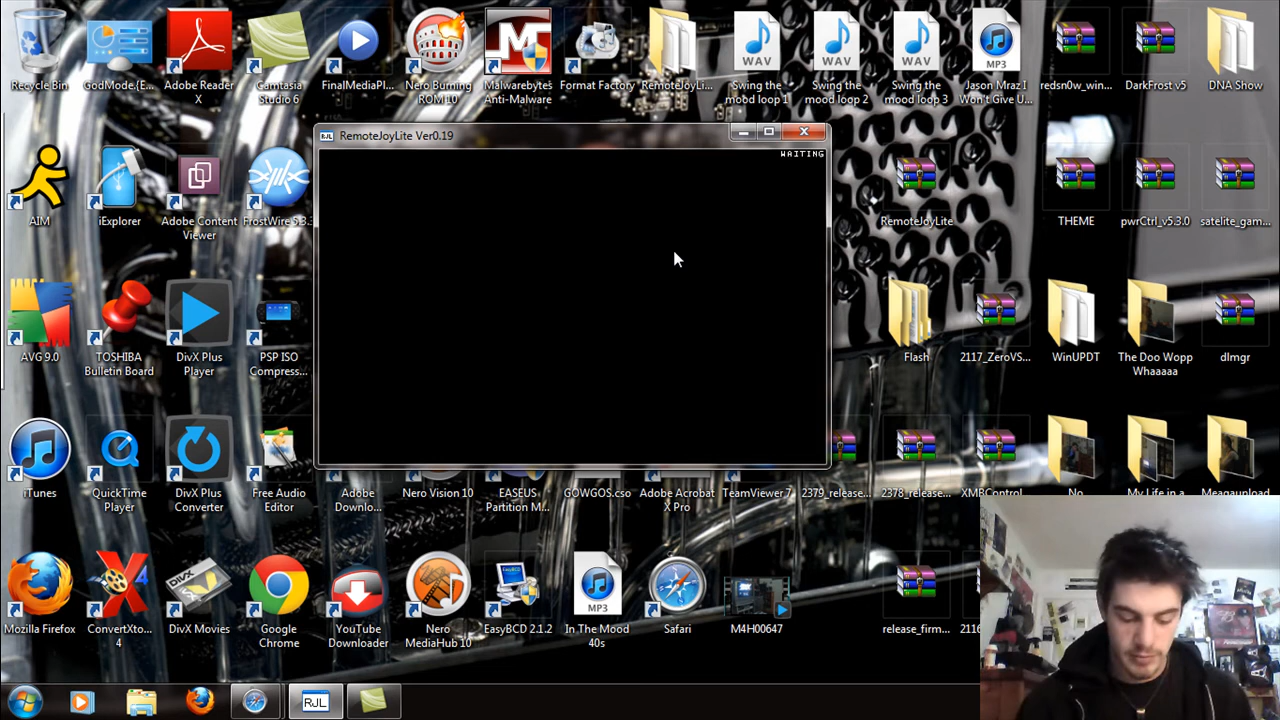 Recycle Bin
GodMode.{E...
Adobe Reader
X
Camtasia
Studio 6
FinalMediaPl...
Nero Burning
ROM 10
Malwarebytes
Anti-Malware
Format Factory
RemoteJoyLi...
Swing the
mood loop 1
Swing the
mood loop 2
Swing the
mood loop 3
Jason Mraz I
Won't Give U...
redsn0w_win...
DarkFrost v5
DNA Show
WAV
WAV
WAV
MP3
RJL
RemoteJoyLite Ver0.19
WAITING
AIM
iExplorer
Adobe Content
Viewer
FrostWire 5.3.
RemoteJoyLite
THEME
pwrCtrl_v5.3.0
satelite_gam...
AVG 9.0
TOSHIBA
Bulletin Board
DivX Plus
Player
PSP ISO
Compress...
Flash
2117_ZeroVS...
WinUPDT
The Doo Wopp
Whaaaaa
dlmgr
iTunes
QuickTime
Player
DivX Plus
Converter
Free Audio
Editor
Adobe
Downlo...
Nero Vision 10
EASEUS
Partition M...
GOWGOS.cso
Adobe Acrobat
X Pro
TeamViewer 7
2379_release...
2378_release...
XMBControl
No
My Life in a
Megaupload
Mozilla Firefox
ConvertXto...
4
DivX Movies
Google
Chrome
YouTube
Downloader
Nero
MediaHub 10
EasyBCD 2.1.2
MP3
In The Mood
40s
Safari
M4H00647
release_firm...
RJL